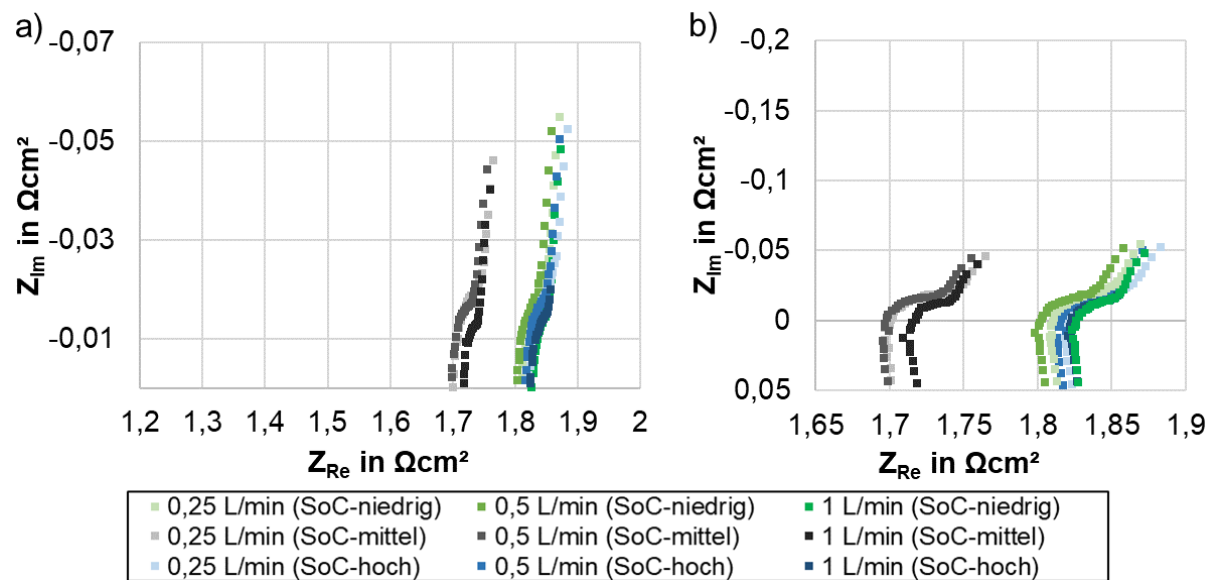 a)
-0,07
-0,05
-0,03
-0,01
Z_Im in Ωcm²
1,2 1,3 1,4 1,5 1,6 1,7 1,8 1,9 2
Z_Re in Ωcm²
b)
-0,2
-0,15
-0,1
-0,05
0
0,05
Z_Im in Ωcm²
1,65 1,7 1,75 1,8 1,85 1,9
Z_Re in Ωcm²
0,25 L/min (SoC-niedrig) 0,5 L/min (SoC-niedrig) 1 L/min (SoC-niedrig)
0,25 L/min (SoC-mittel) 0,5 L/min (SoC-mittel) 1 L/min (SoC-mittel)
0,25 L/min (SoC-hoch) 0,5 L/min (SoC-hoch) 1 L/min (SoC-hoch)